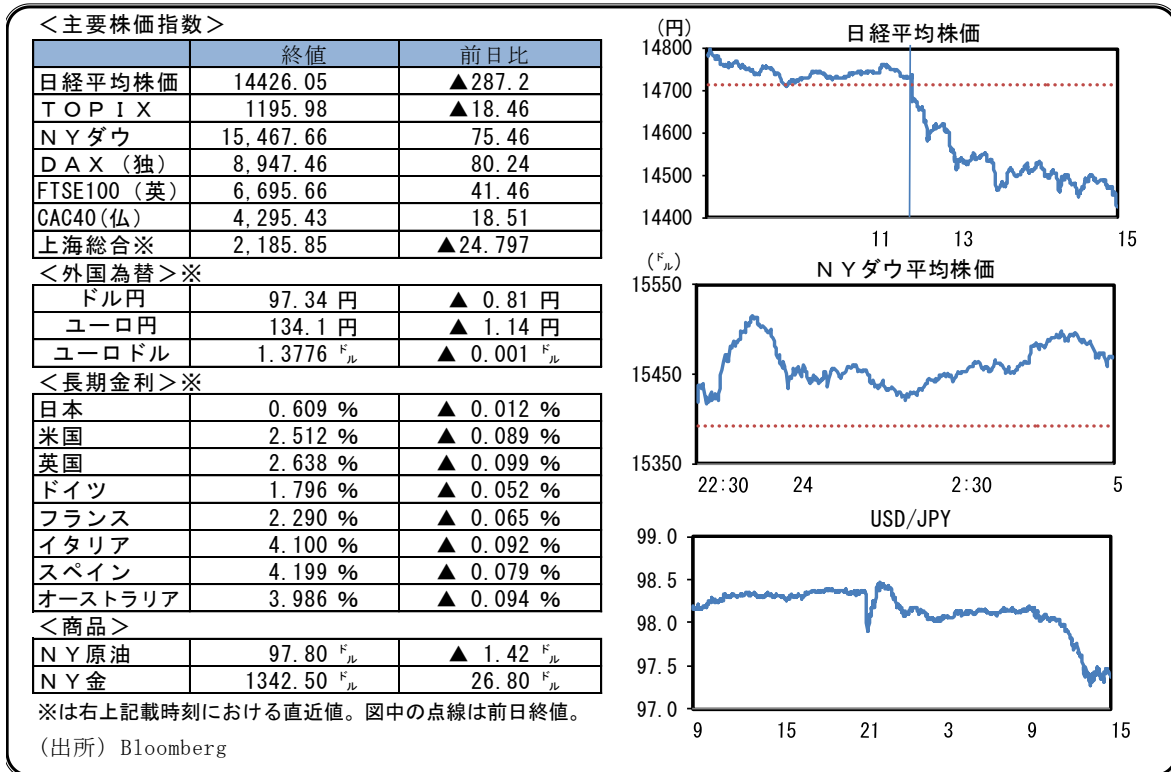 ＜主要株価指数＞
終値 前日比
日経平均株価 14426.05 ▲287.2
ＴＯＰＩＸ 1195.98 ▲18.46
ＮＹダウ 15,467.66 75.46
ＤＡＸ（独） 8,947.46 80.24
FTSE100（英） 6,695.66 41.46
CAC40(仏) 4,295.43 18.51
上海総合※ 2,185.85 ▲24.797
＜外国為替＞※
ドル円 97.34 円 ▲ 0.81 円
ユーロ円 134.1 円 ▲ 1.14 円
ユーロドル 1.3776 ㌦ ▲ 0.001 ㌦
＜長期金利＞※
日本 0.609 % ▲ 0.012 %
米国 2.512 % ▲ 0.089 %
英国 2.638 % ▲ 0.099 %
ドイツ 1.796 % ▲ 0.052 %
フランス 2.290 % ▲ 0.065 %
イタリア 4.100 % ▲ 0.092 %
スペイン 4.199 % ▲ 0.079 %
オーストラリア 3.986 % ▲ 0.094 %
＜商品＞
ＮＹ原油 97.80 ㌦ ▲ 1.42 ㌦
ＮＹ金 1342.50 ㌦ 26.80 ㌦
※は右上記載時刻における直近値。図中の点線は前日終値。
（出所）Bloomberg
（円） 日経平均株価
14800
14700
14600
14500
14400
11 13 15
（㌦） ＮＹダウ平均株価
15550
15450
15350
22:30 24 2:30 5
USD/JPY
99.0
98.5
98.0
97.5
97.0
9 15 21 3 9 15